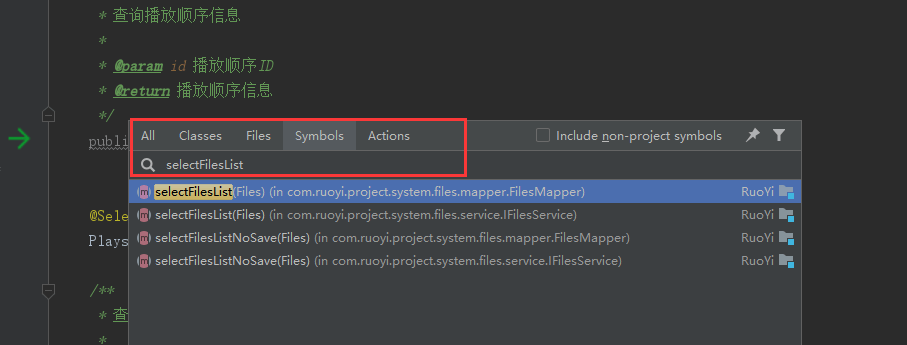 * 查询播放顺序信息
*
* @param id 播放顺序ID
* @return 播放顺序信息
*/
publi
All Classes Files Symbols Actions Include non-project symbols
selectFilesList
selectFilesList(Files) (in com.ruoyi.project.system.files.mapper.FilesMapper) RuoYi
selectFilesList(Files) (in com.ruoyi.project.system.files.service.IFilesService) RuoYi
@Sele
selectFilesListNoSave(Files) (in com.ruoyi.project.system.files.mapper.FilesMapper) RuoYi
Plays
selectFilesListNoSave(Files) (in com.ruoyi.project.system.files.service.IFilesService) RuoYi
/**
* 查
*